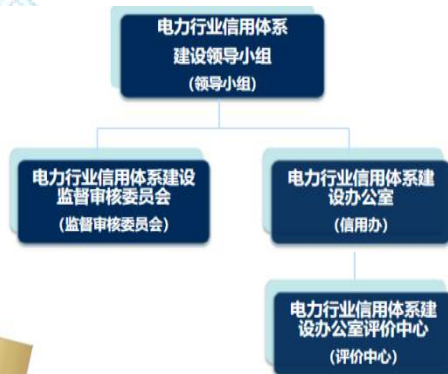 电力行业信用体系
建设领导小组
(领导小组)
电力行业信用体系建设
监督审核委员会
(监督审核委员会)
电力行业信用体系建
设办公室
(信用办)
电力行业信用体系建
设办公室评价中心
(评价中心)